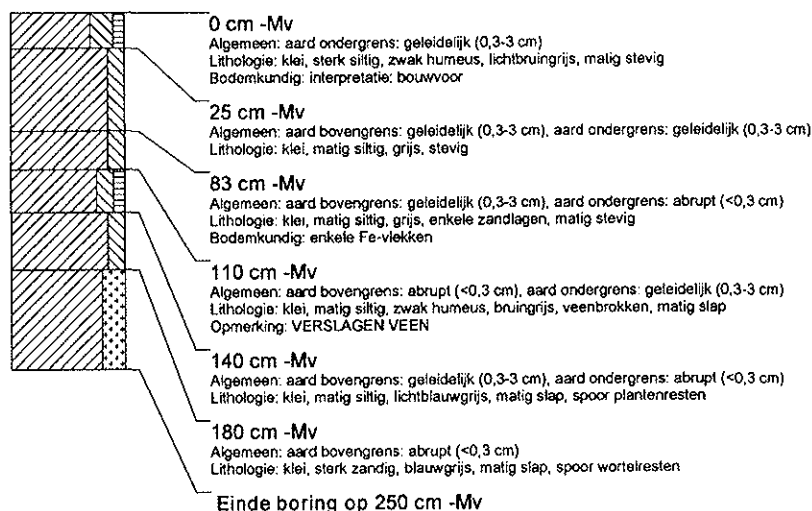 0 cm -Mv
Algemeen: aard ondergrens: geleidelijk (0,3-3 cm)
Lithologie: klei, sterk siltig, zwak humeus, lichtbruingrijs, matig stevig
Bodemkundig: interpretatie: bouwvoor
25 cm -Mv
Algemeen: aard bovengrens: geleidelijk (0,3-3 cm), aard ondergrens: geleidelijk (0,3-3 cm)
Lithologie: klei, matig siltig, grijs, stevig
83 cm -Mv
Algemeen: aard bovengrens: geleidelijk (0,3-3 cm), aard ondergrens: abrupt (<0,3 cm)
Lithologie: klei, matig siltig, grijs, enkele zandlagen, matig stevig
Bodemkundig: enkele Fe-vlekken
110 cm -Mv
Algemeen: aard bovengrens: abrupt (<0,3 cm), aard ondergrens: geleidelijk (0,3-3 cm)
Lithologie: klei, matig siltig, zwak humeus, bruingrijs, veenbrokken, matig slap
Opmerking: VERSLAGEN VEEN
140 cm -Mv
Algemeen: aard bovengrens: geleidelijk (0,3-3 cm), aard ondergrens: abrupt (<0,3 cm)
Lithologie: klei, matig siltig, lichtblauwgrijs, matig slap, spoor plantenresten
180 cm -Mv
Algemeen: aard bovengrens: abrupt (<0,3 cm)
Lithologie: klei, sterk zandig, blauwgrijs, matig slap, spoor wortelresten
Einde boring op 250 cm -Mv